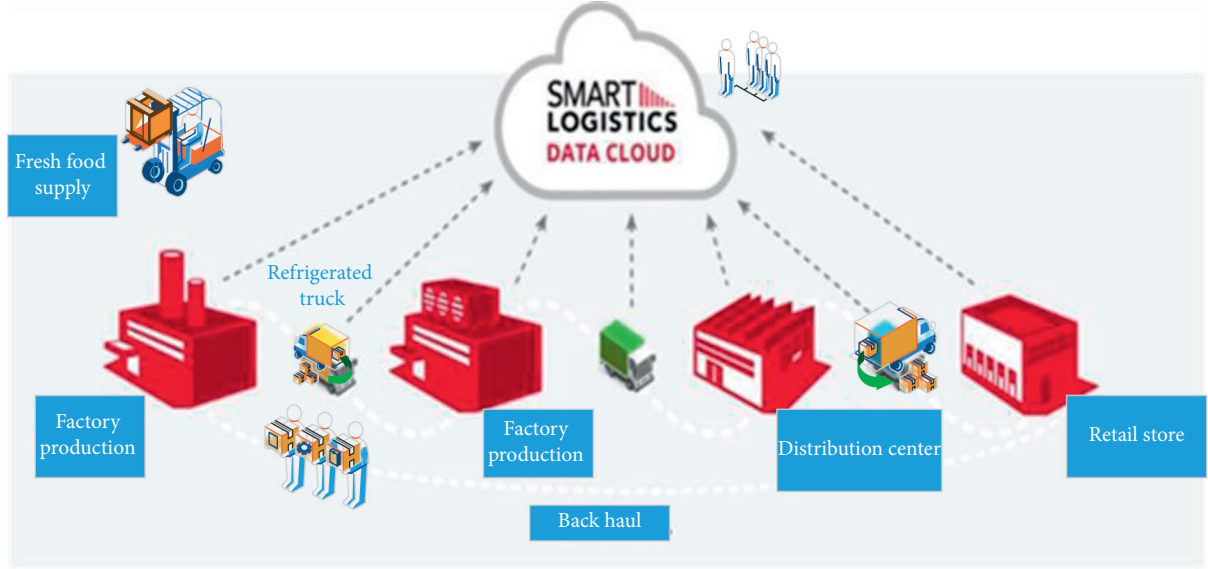 SMART
LOGISTICS
DATA CLOUD
Fresh food
supply
Refrigerated
truck
Factory
production
Factory
production
Distribution center
Retail store
Back haul